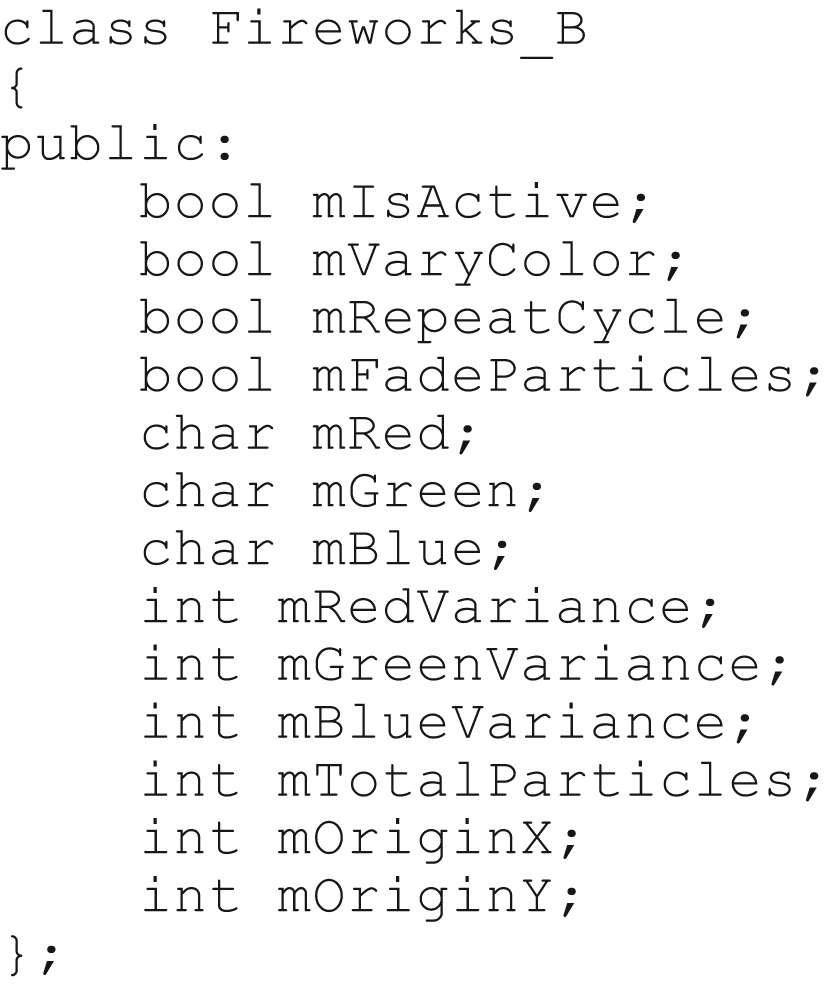 class Fireworks_B
{
public:
    bool mIsActive;
    bool mVaryColor;
    bool mRepeatCycle;
    bool mFadeParticles;
    char mRed;
    char mGreen;
    char mBlue;
    int mRedVariance;
    int mGreenVariance;
    int mBlueVariance;
    int mTotalParticles;
    int mOriginX;
    int mOriginY;
};